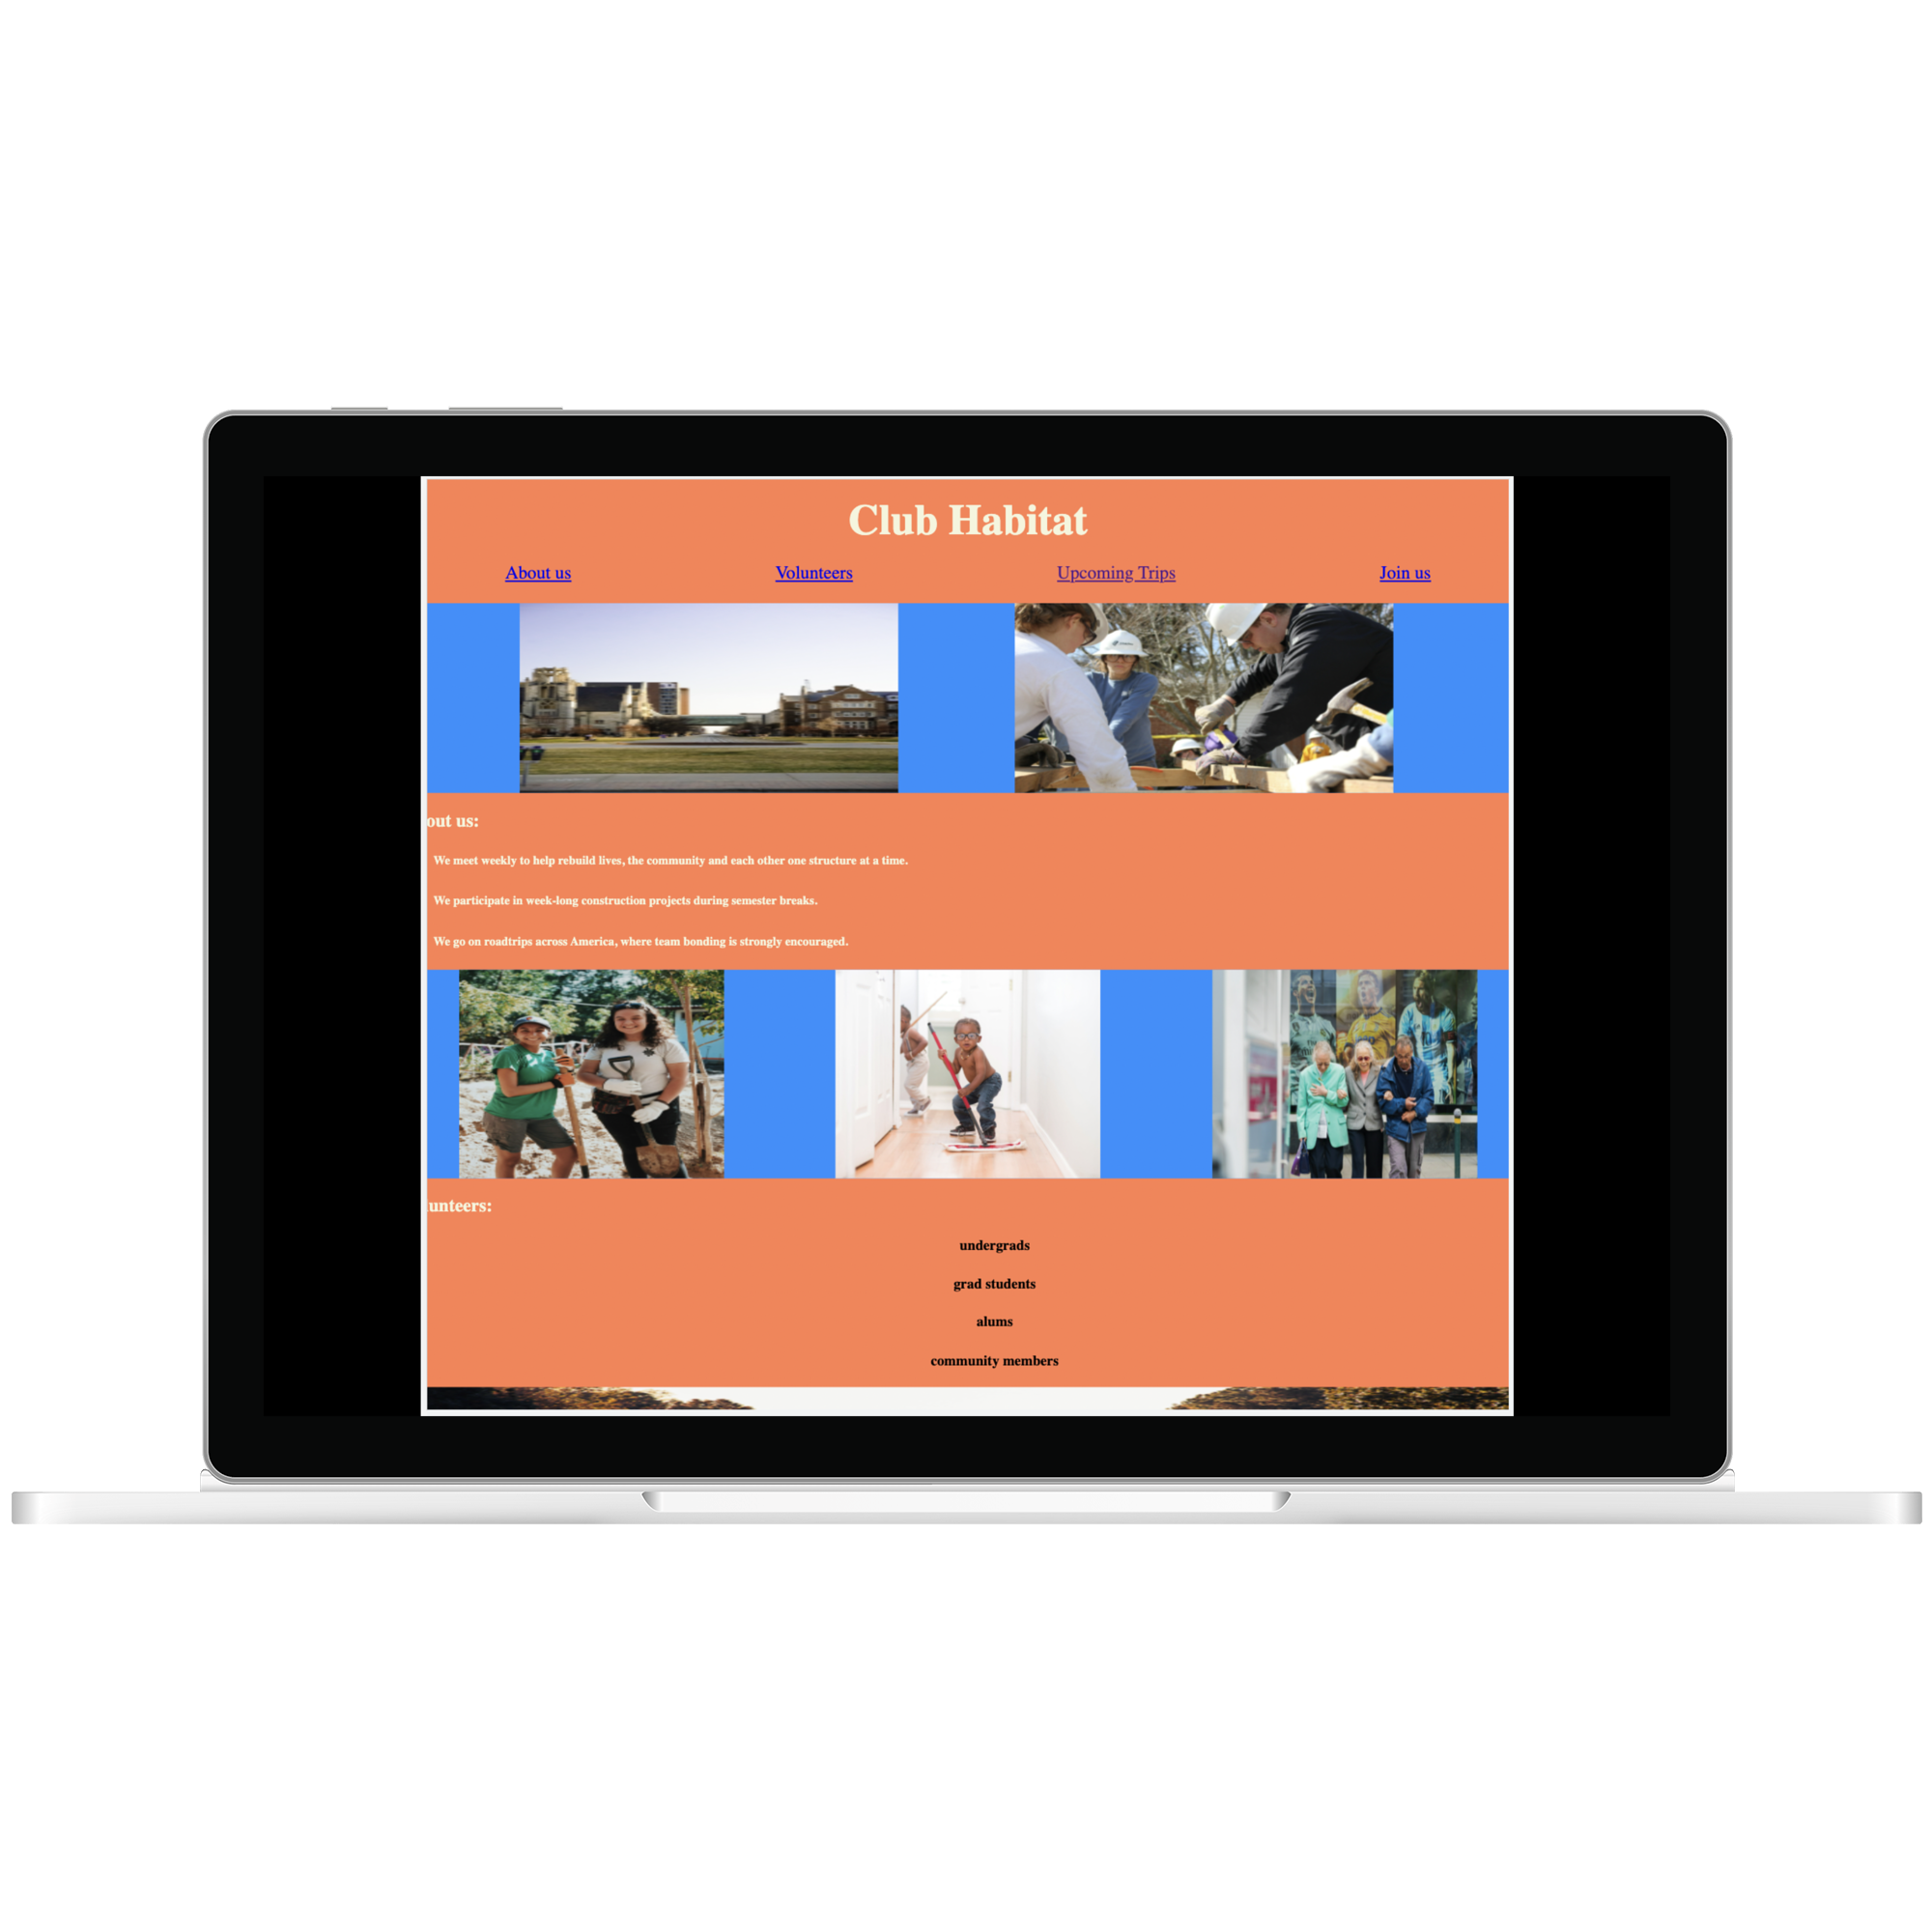 Club Habitat
About us Volunteers Upcoming Trips Join us
out us:
We meet weekly to help rebuild lives, the community and each other one structure at a time.
We participate in week-long construction projects during semester breaks.
We go on roadtrips across America, where team bonding is strongly encouraged.
unteers:
undergrads
grad students
alums
community members